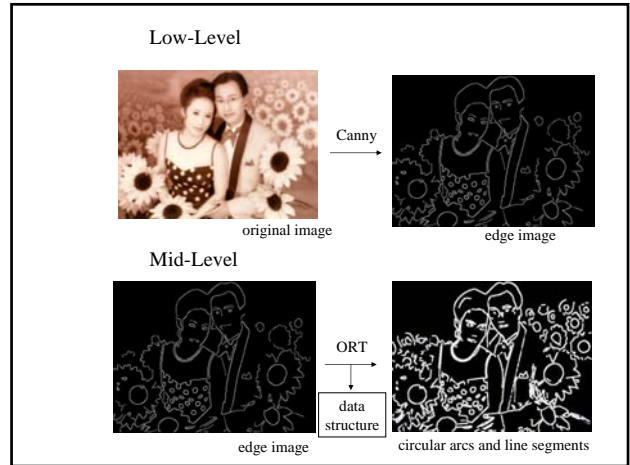 Low-Level
Canny
original image
edge image
Mid-Level
ORT
data
structure
edge image
circular arcs and line segments